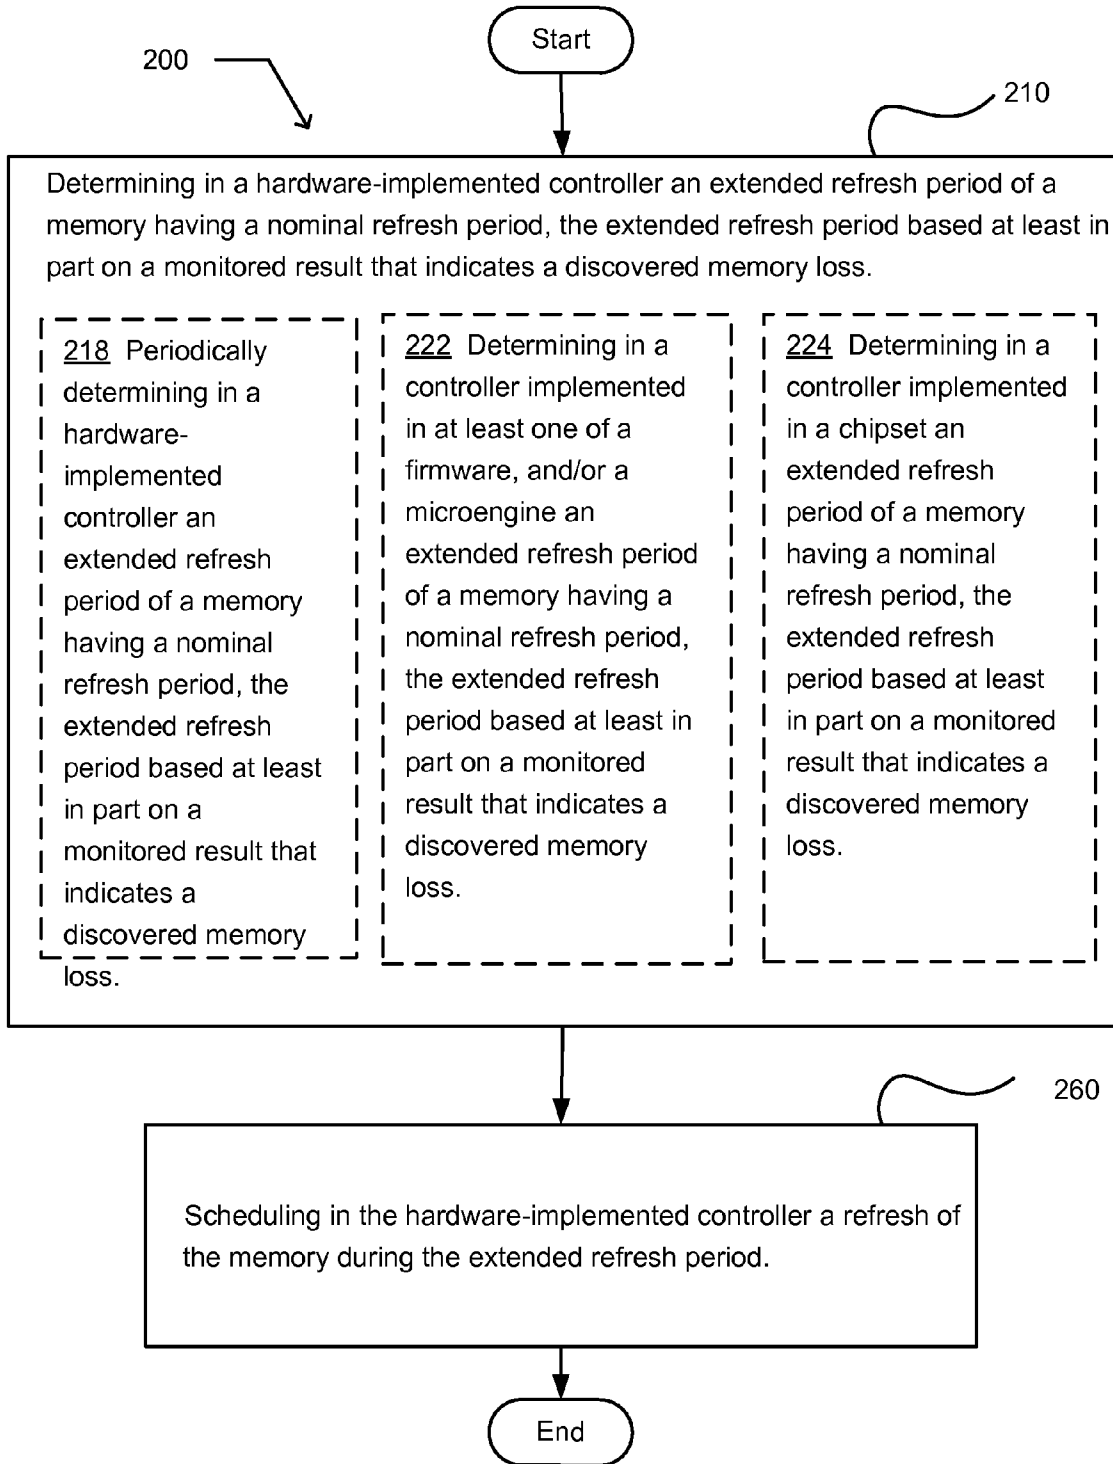 Start
200
210
Determining in a hardware-implemented controller an extended refresh period of a
memory having a nominal refresh period, the extended refresh period based at least in
part on a monitored result that indicates a discovered memory loss.
218 Periodically
determining in a
hardware-
implemented
controller an
extended refresh
period of a memory
having a nominal
refresh period, the
extended refresh
period based at least
in part on a
monitored result that
indicates a
discovered memory
loss.
222 Determining in a
controller implemented
in at least one of a
firmware, and/or a
microengine an
extended refresh period
of a memory having a
nominal refresh period,
the extended refresh
period based at least in
part on a monitored
result that indicates a
discovered memory
loss.
224 Determining in a
controller implemented
in a chipset an
extended refresh
period of a memory
having a nominal
refresh period, the
extended refresh
period based at least
in part on a monitored
result that indicates a
discovered memory
loss.
260
Scheduling in the hardware-implemented controller a refresh of
the memory during the extended refresh period.
End